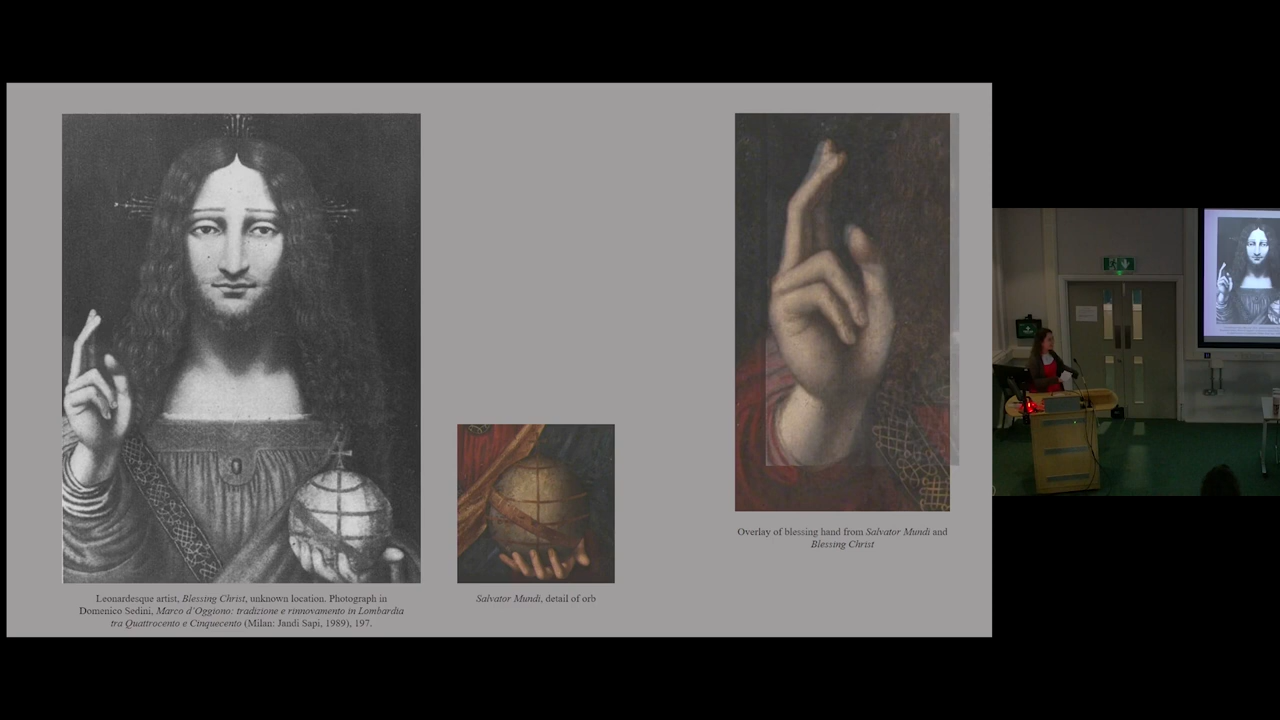 Leonardesque artist, Blessing Christ, unknown location. Photograph in
Domenico Sedini, Marco d'Oggiono: tradizione e rinnovamento in Lombardia
tra Quattrocento e Cinquecento (Milan: Jandi Sapi, 1989), 197.
Salvator Mundi, detail of orb
Overlay of blessing hand from Salvator Mundi and
Blessing Christ